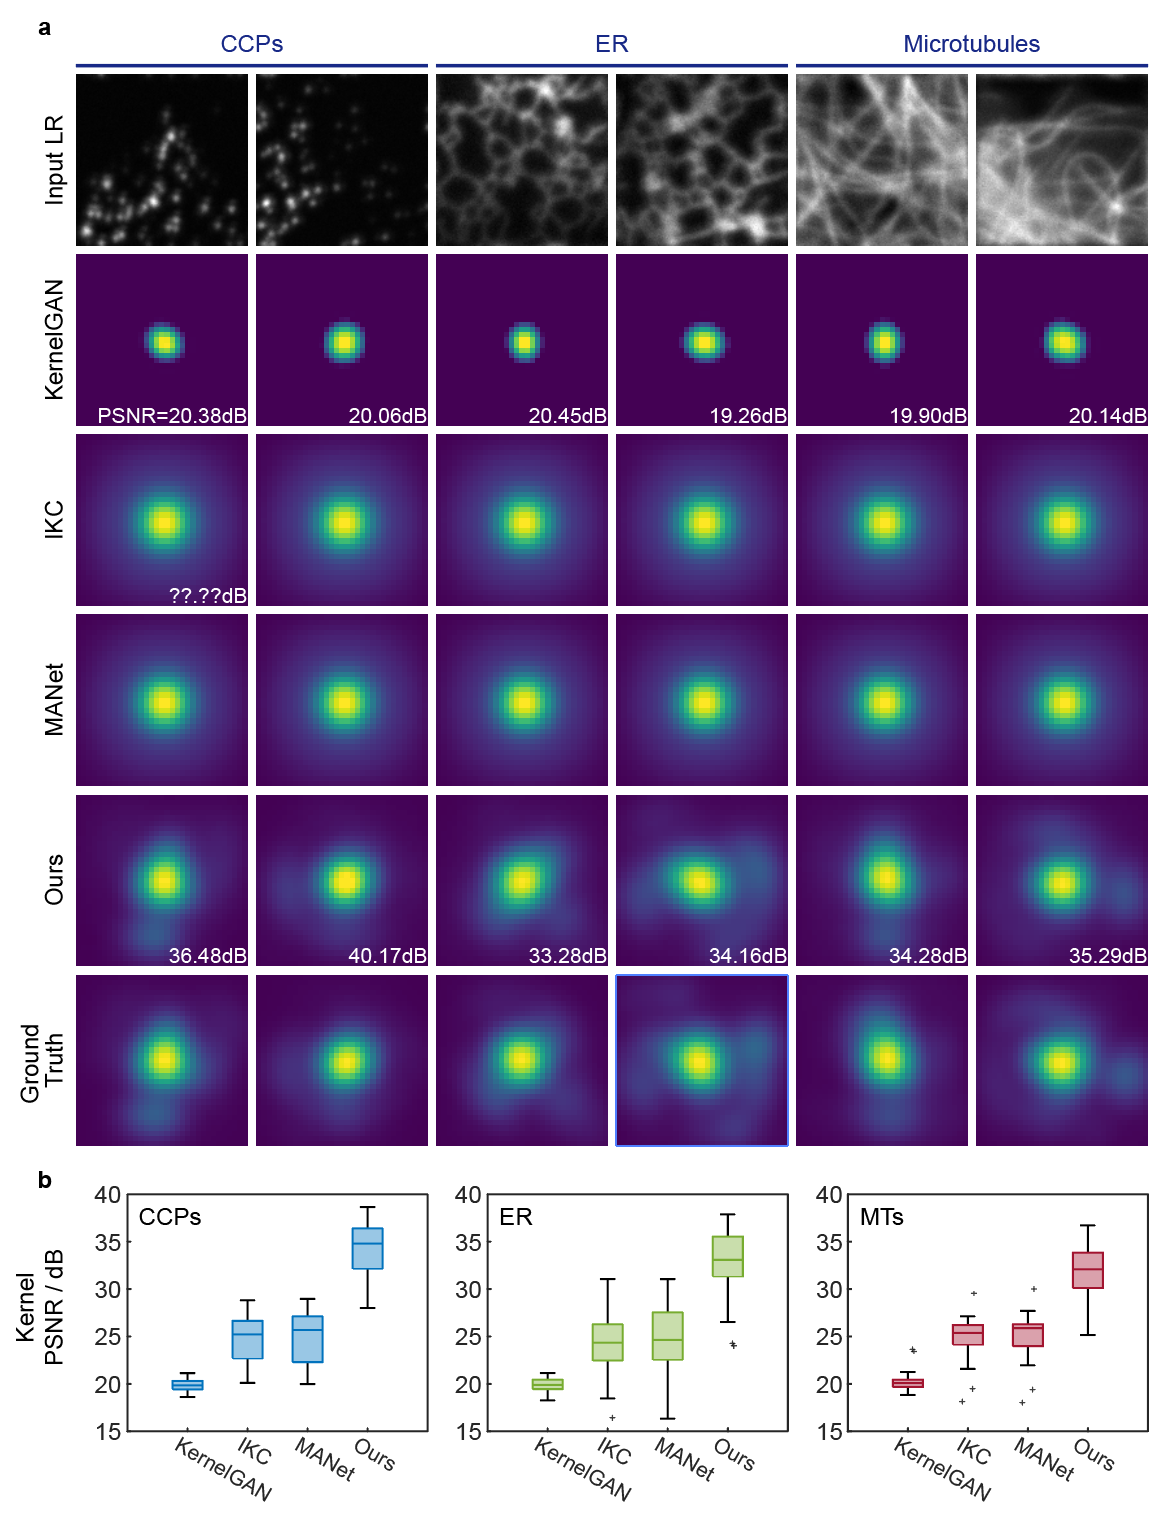 a
CCPs ER Microtubules
Input LR
KernelGAN
PSNR=20.38dB 20.06dB 20.45dB 19.26dB 19.90dB 20.14dB
IKC
??.??dB
MANet
Ours
36.48dB 40.17dB 33.28dB 34.16dB 34.28dB 35.29dB
Ground
Truth
b
Kernel
PSNR / dB
CCPs
40
35
30
25
20
15
KernelGAN IKC MANet Ours
ER
40
35
30
25
20
15
KernelGAN IKC MANet Ours
MTs
40
35
30
25
20
15
KernelGAN IKC MANet Ours